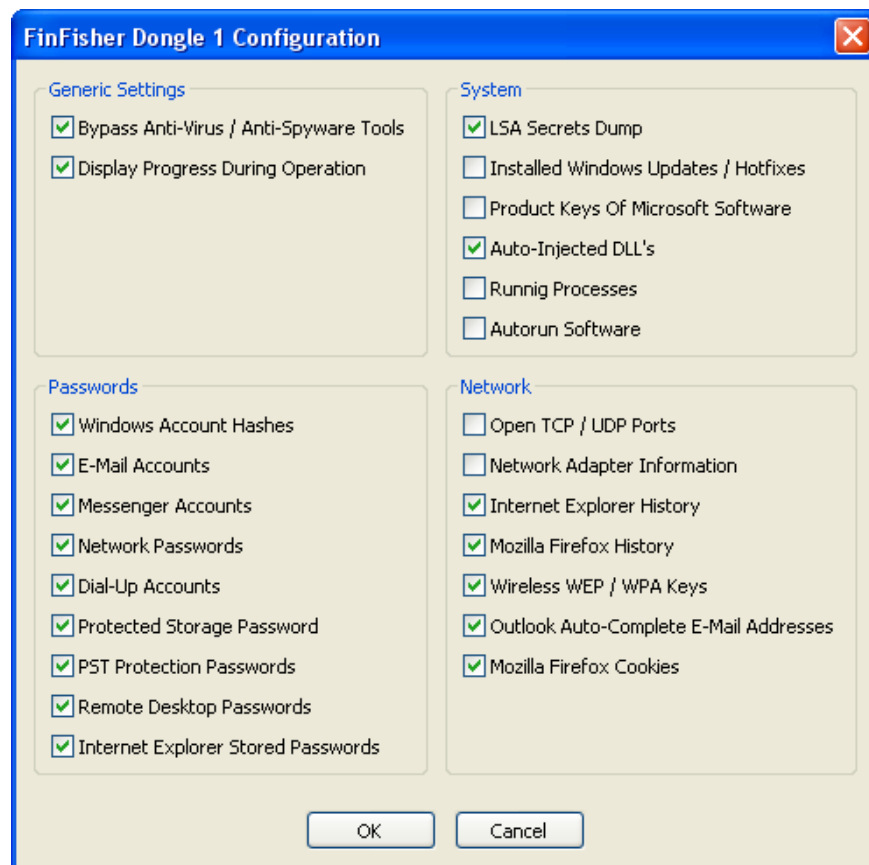 FinFisher Dongle 1 Configuration
Generic Settings
Bypass Anti-Virus / Anti-Spyware Tools
Display Progress During Operation
System
LSA Secrets Dump
Installed Windows Updates / Hotfixes
Product Keys Of Microsoft Software
Auto-Injected DLL's
Runnig Processes
Autorun Software
Passwords
Windows Account Hashes
E-Mail Accounts
Messenger Accounts
Network Passwords
Dial-Up Accounts
Protected Storage Password
PST Protection Passwords
Remote Desktop Passwords
Internet Explorer Stored Passwords
Network
Open TCP / UDP Ports
Network Adapter Information
Internet Explorer History
Mozilla Firefox History
Wireless WEP / WPA Keys
Outlook Auto-Complete E-Mail Addresses
Mozilla Firefox Cookies
OK
Cancel